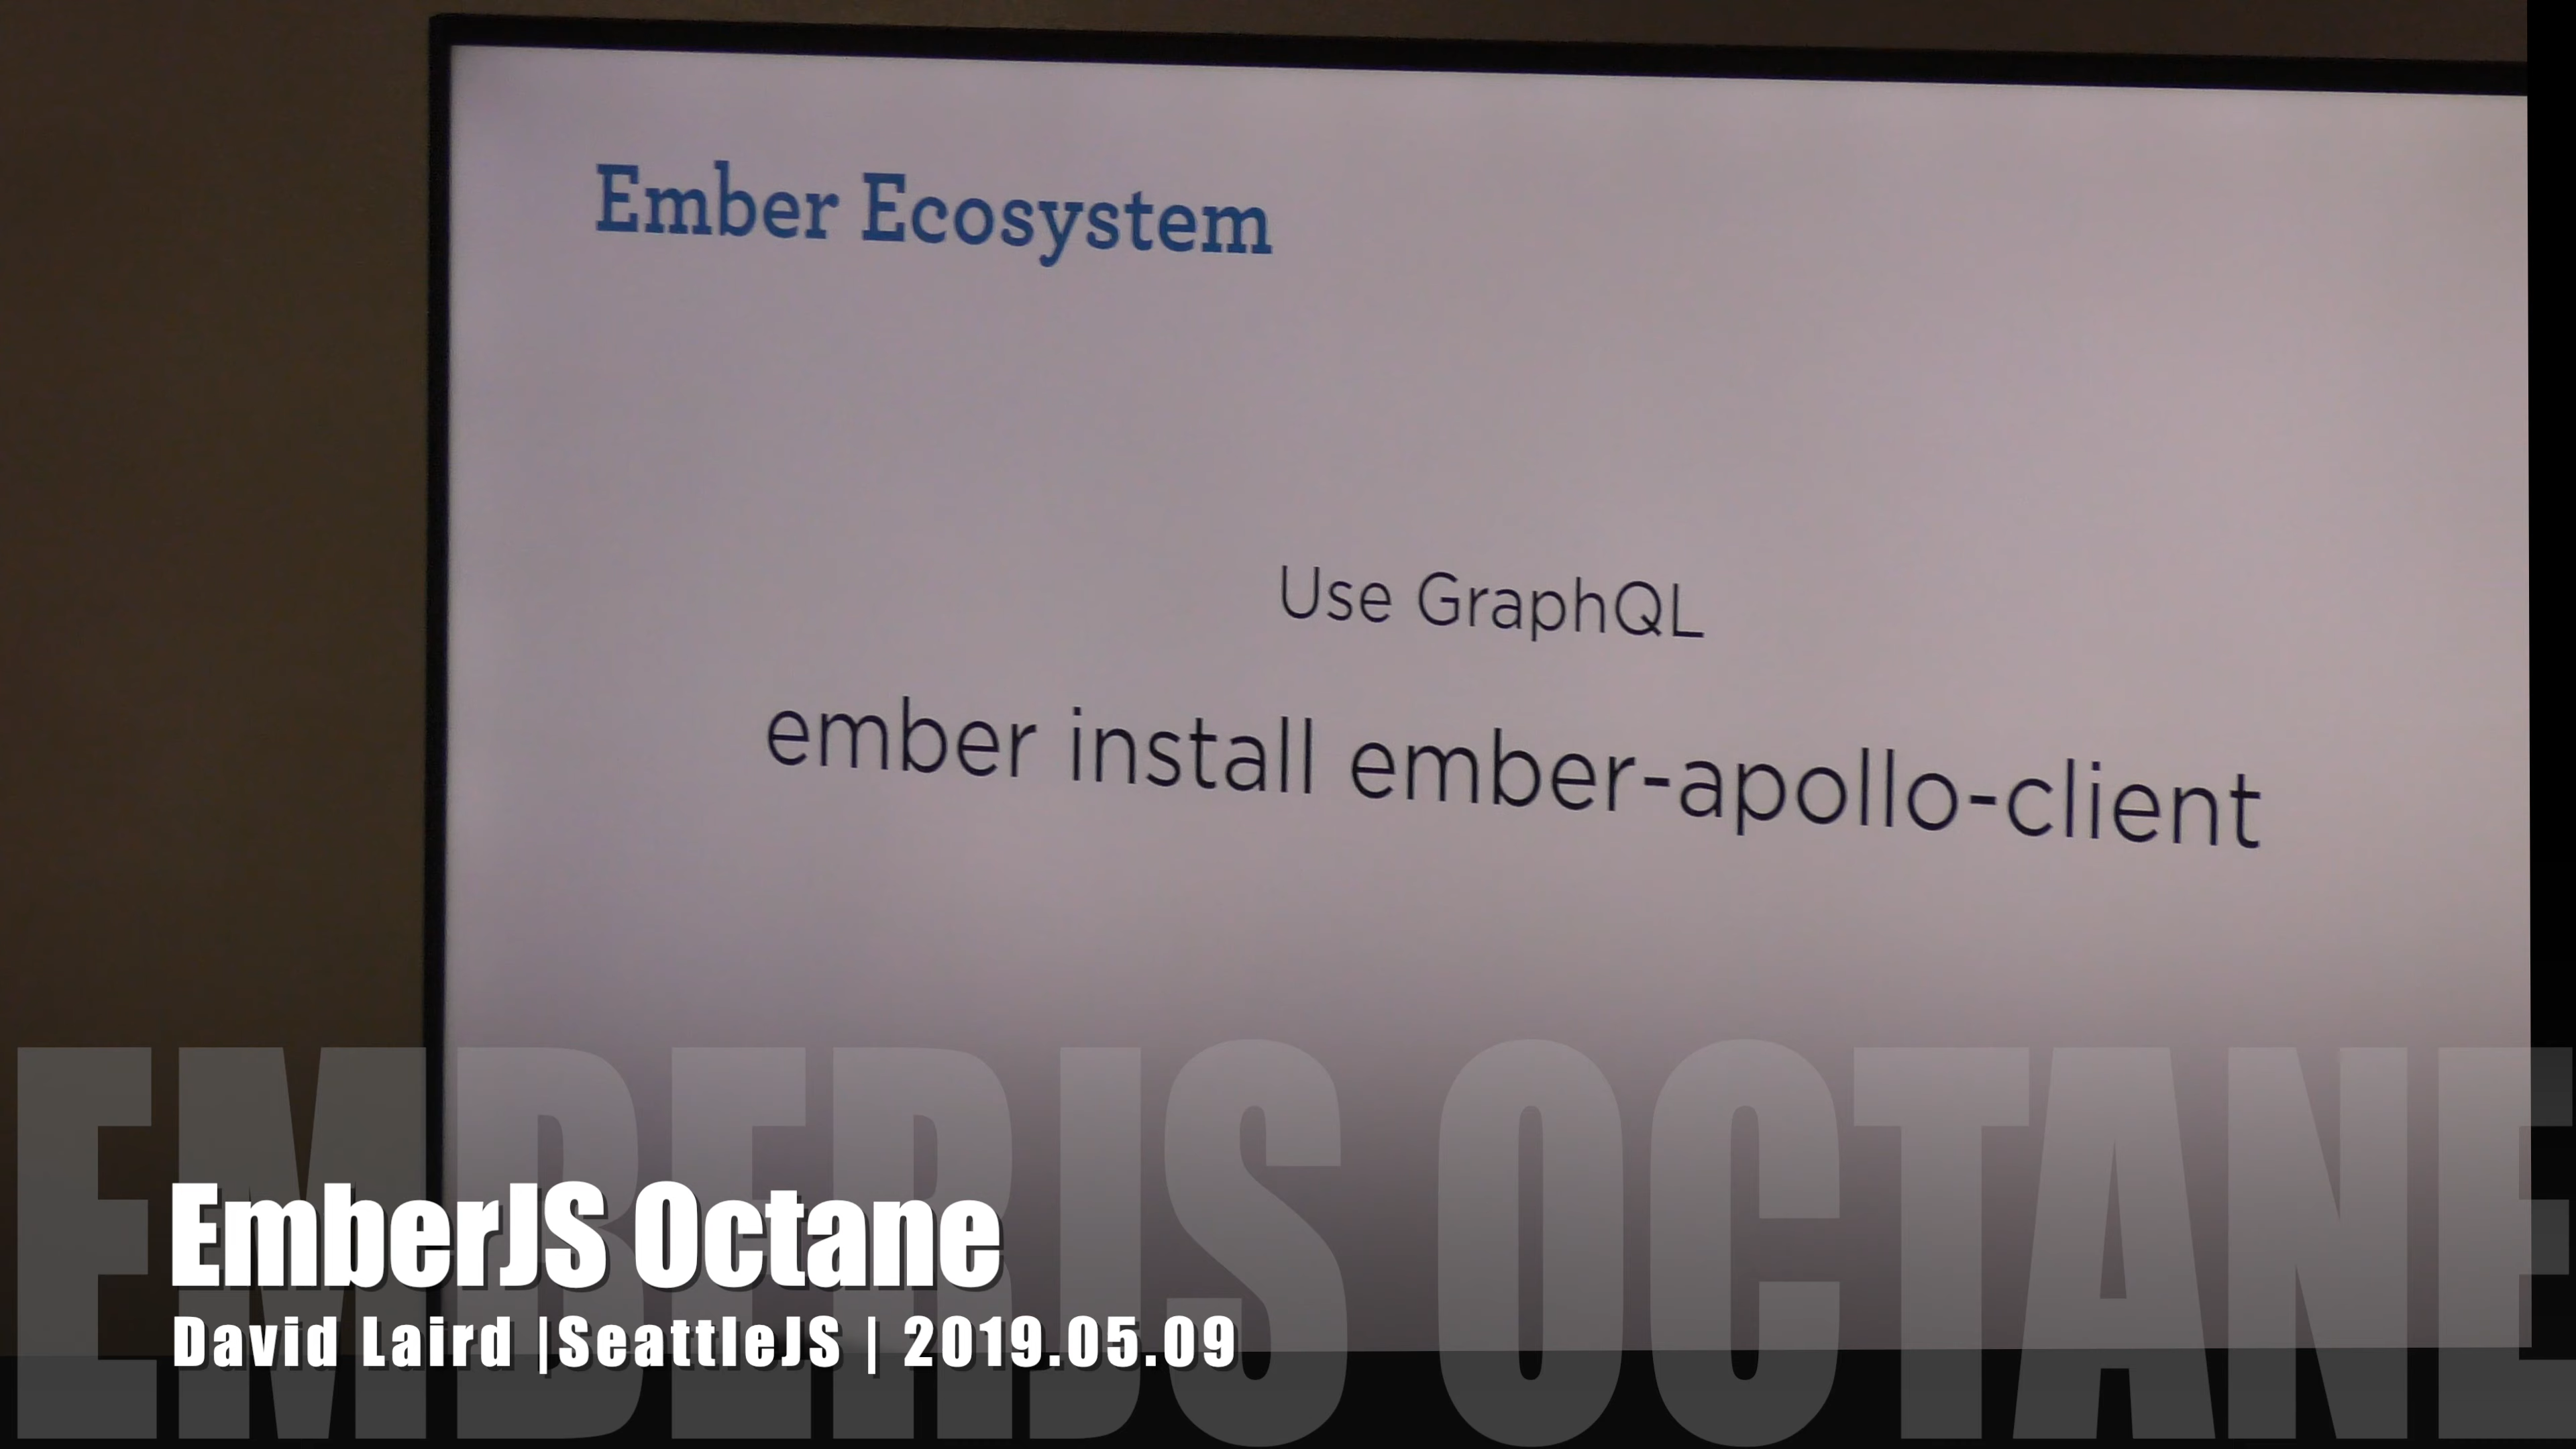 Ember Ecosystem
Use GraphQL
ember install ember-apollo-client
EMBERJS OCTANE
EmberJS Octane
David Laird |SeattleJS | 2019.05.09